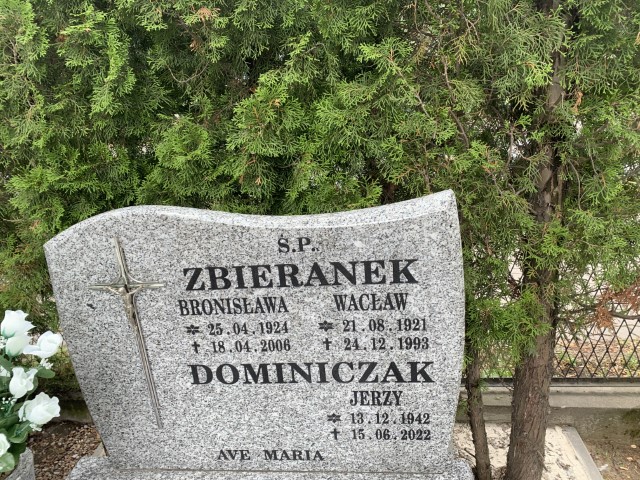 Ś.P.
ZBIERANEK
BRONISŁAWA WACŁAW
✡ 25.04.1924 ✡ 21.08.1921
✝ 18.04.2006 ✝ 24.12.1993
DOMINICZAK
JERZY
✡ 13.12.1942
✝ 15.06.2022
AVE MARIA